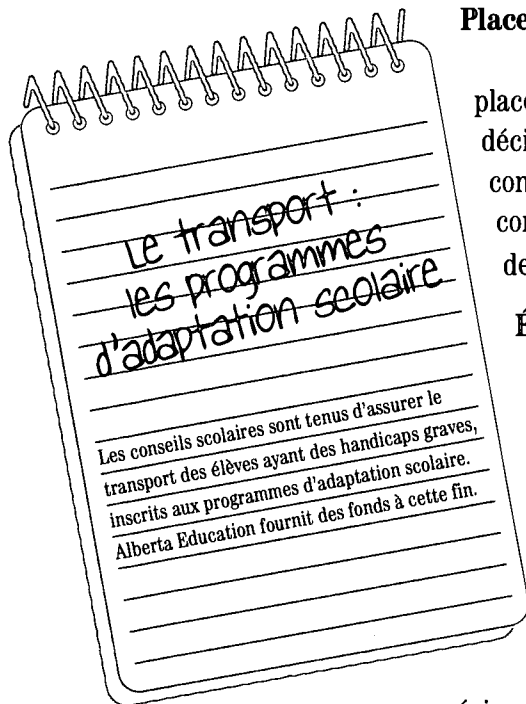 Le transport :
les programmes
d'adaptation scolaire
Les conseils scolaires sont tenus d'assurer le
transport des élèves ayant des handicaps graves,
inscrits aux programmes d'adaptation scolaire.
Alberta Education fournit des fonds à cette fin.
Place